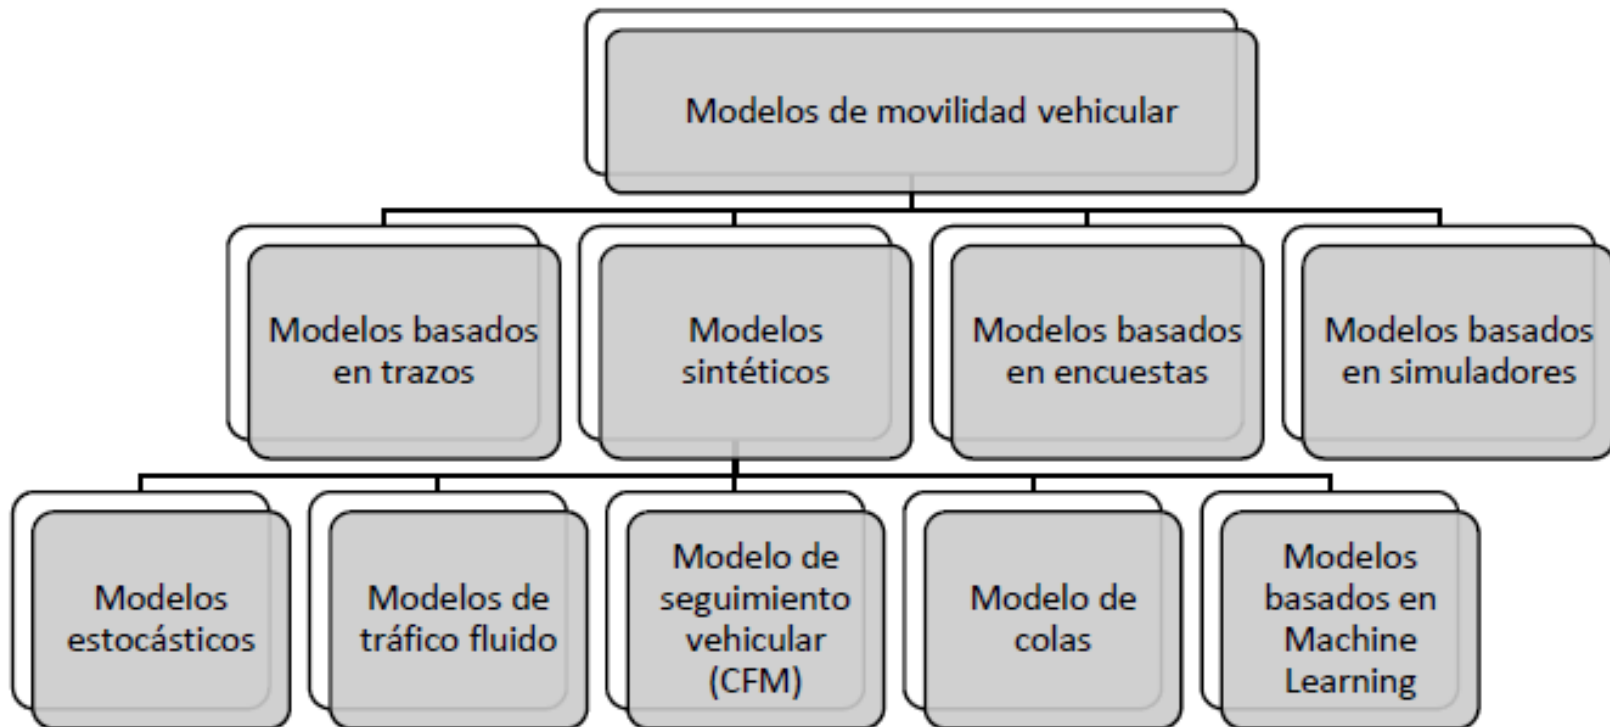 Modelos de movilidad vehicular
Modelos basados
en trazos
Modelos
sintéticos
Modelos basados
en encuestas
Modelos basados
en simuladores
Modelos
estocásticos
Modelos de
tráfico fluido
Modelo de
seguimiento
vehicular
(CFM)
Modelo de
colas
Modelos
basados en
Machine
Learning